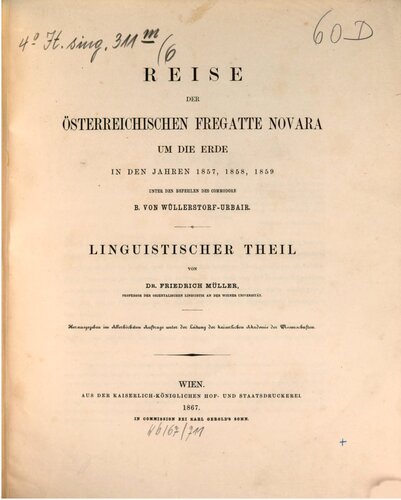 4° It. sing. 311 m/6
60 D
REISE
DER
ÖSTERREICHISCHEN FREGATTE NOVARA
UM DIE ERDE
IN DEN JAHREN 1857, 1858, 1859
UNTER DEN BEFEHLEN DES COMMODORE
B. VON WÜLLERSTORF-URBAIR.
LINGUISTISCHER THEIL
VON
DR. FRIEDRICH MÜLLER,
PROFESSOR DER ORIENTALISCHEN LINGUISTIK AN DER WIENER UNIVERSITÄT.
Herausgegeben im Allerhöchsten Auftrage unter der Leitung der kaiserlichen Akademie der Wissenschaften.
WIEN.
AUS DER KAISERLICH-KÖNIGLICHEN HOF- UND STAATSDRUCKEREI.
1867.
IN COMMISSION BEI KARL GEROLD'S SOHN.